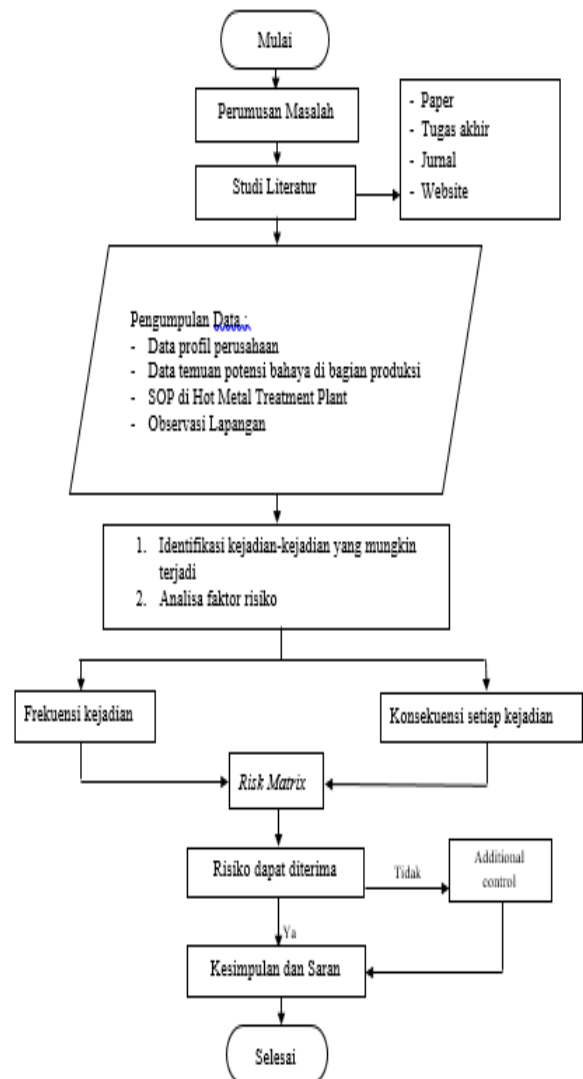 Mulai
Perumusan Masalah
Studi Literatur
- Paper
- Tugas akhir
- Jurnal
- Website
Pengumpulan Data :
- Data profil perusahaan
- Data temuan potensi bahaya di bagian produksi
- SOP di Hot Metal Treatment Plant
- Observasi Lapangan
1. Identifikasi kejadian-kejadian yang mungkin
terjadi
2. Analisa faktor risiko
Frekuensi kejadian
Konsekuensi setiap kejadian
Risk Matrix
Risiko dapat diterima
Tidak
Additional
control
Ya
Kesimpulan dan Saran
Selesai